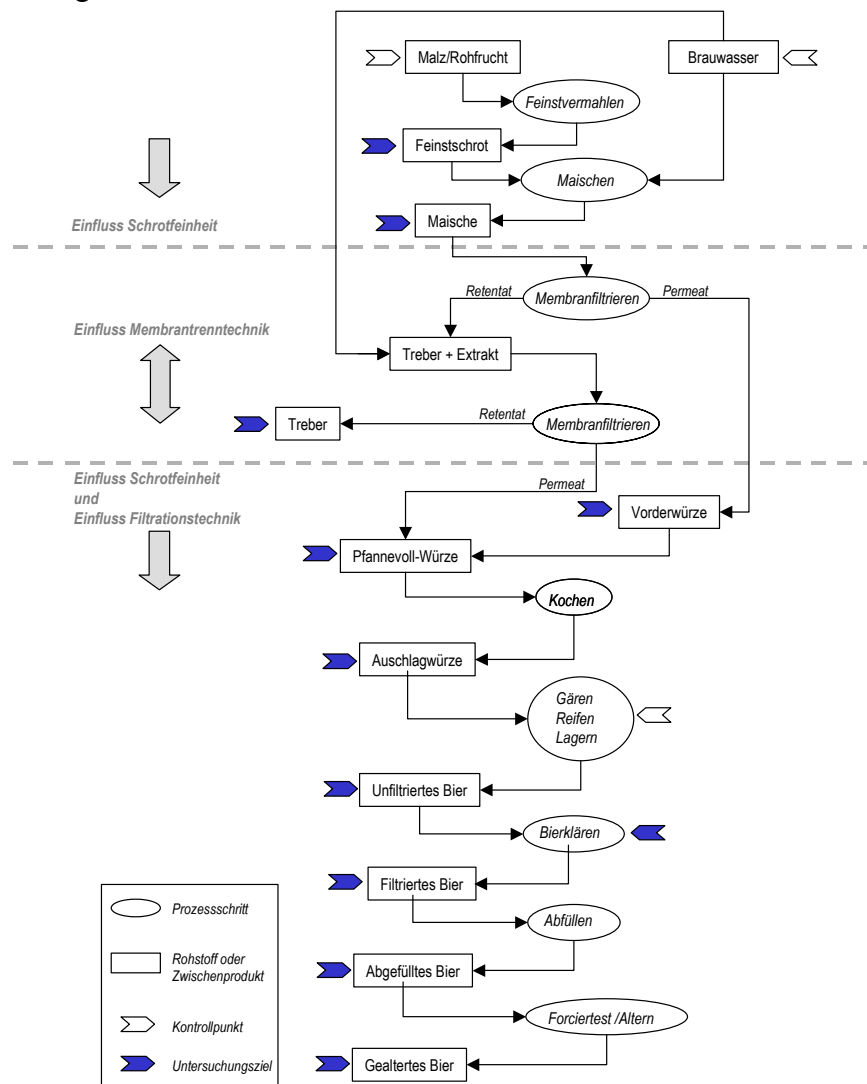 Malz/Rohfrucht
Brauwasser
Feinstvermahlen
Feinstschrot
Maischen
Maische
Einfluss Schrotfeinheit
Retentat
Membranfiltrieren
Permeat
Einfluss Membrantrenntechnik
Treber + Extrakt
Treber
Retentat
Membranfiltrieren
Einfluss Schrotfeinheit
und
Einfluss Filtrationstechnik
Permeat
Vorderwürze
Pfannevoll-Würze
Kochen
Auschlagwürze
Gären
Reifen
Lagern
Unfiltriertes Bier
Bierklären
Filtriertes Bier
Abfüllen
Abgefülltes Bier
Forciertest /Altern
Gealtertes Bier
Prozessschritt
Rohstoff oder
Zwischenprodukt
Kontrollpunkt
Untersuchungsziel